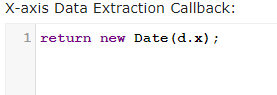 X-axis Data Extraction Callback:
1 return new Date(d.x);